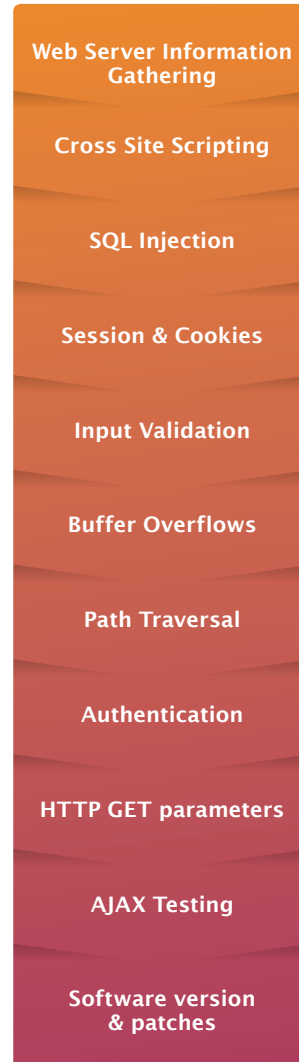 Web Server Information
Gathering
Cross Site Scripting
SQL Injection
Session & Cookies
Input Validation
Buffer Overflows
Path Traversal
Authentication
HTTP GET parameters
AJAX Testing
Software version
& patches